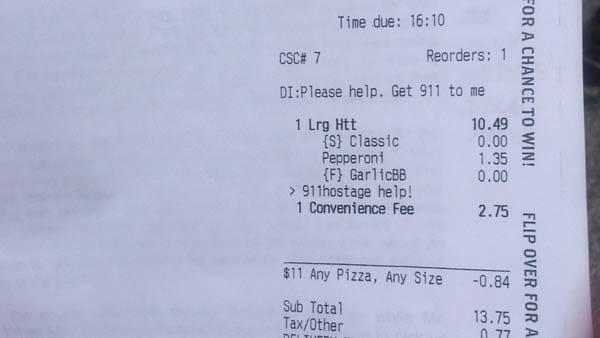 Time due: 16:10
CSC# 7 Reorders: 1
DI:Please help. Get 911 to me
1 Lrg Htt 10.49
{S} Classic 0.00
Pepperoni 1.35
{F} GarlicBB 0.00
> 911hostage help!
1 Convenience Fee 2.75
$11 Any Pizza, Any Size -0.84
Sub Total 13.75
Tax/Other 0.77
FOR A CHANCE TO WIN!
FLIP OVER FOR A